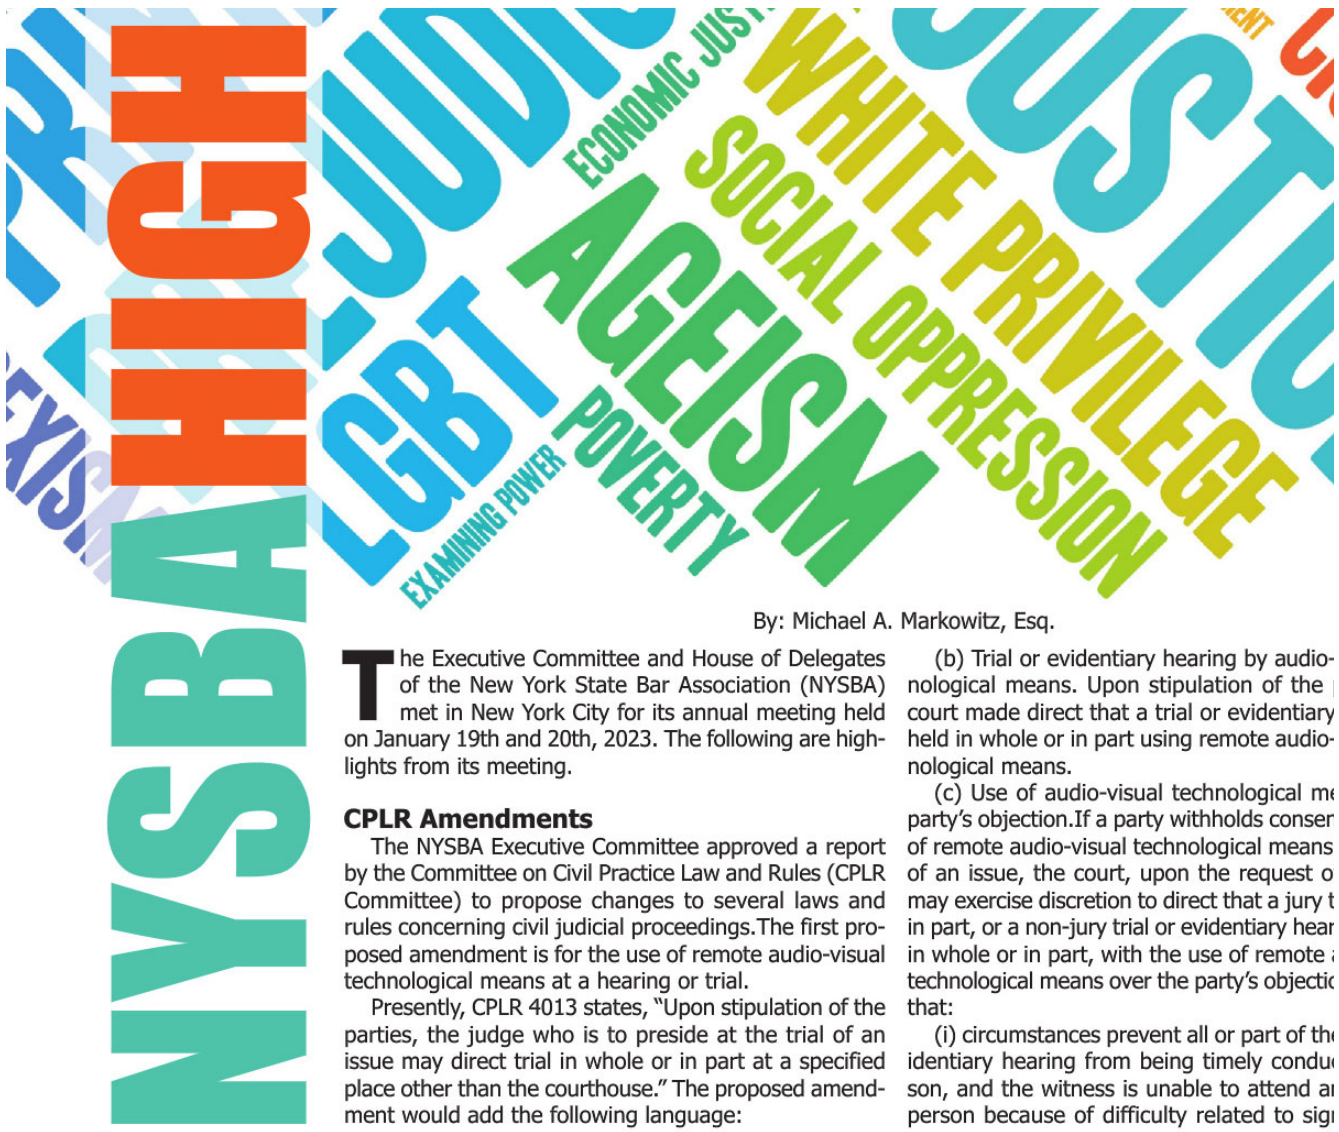 ECONOMIC
WHITE PRIVILEGE
SOCIAL OPPRESSION
AGEISM
LGBT
POVERTY
EXAMINING POWER
NYSBA HIGH
By: Michael A. Markowitz, Esq.
The Executive Committee and House of Delegates
of the New York State Bar Association (NYSBA)
met in New York City for its annual meeting held
on January 19th and 20th, 2023. The following are high-
lights from its meeting.
CPLR Amendments
The NYSBA Executive Committee approved a report
by the Committee on Civil Practice Law and Rules (CPLR
Committee) to propose changes to several laws and
rules concerning civil judicial proceedings.The first pro-
posed amendment is for the use of remote audio-visual
technological means at a hearing or trial.
Presently, CPLR 4013 states, “Upon stipulation of the
parties, the judge who is to preside at the trial of an
issue may direct trial in whole or in part at a specified
place other than the courthouse.” The proposed amend-
ment would add the following language:
(b) Trial or evidentiary hearing by audio-
nological means. Upon stipulation of the
court made direct that a trial or evidentiary
held in whole or in part using remote audio-
nological means.
(c) Use of audio-visual technological
party’s objection.If a party withholds
of remote audio-visual technological means
of an issue, the court, upon the request
may exercise discretion to direct that a jury
in part, or a non-jury trial or evidentiary
in whole or in part, with the use of remote
technological means over the party’s
that:
(i) circumstances prevent all or part of the
identiary hearing from being timely
son, and the witness is unable to attend
person because of difficulty related to